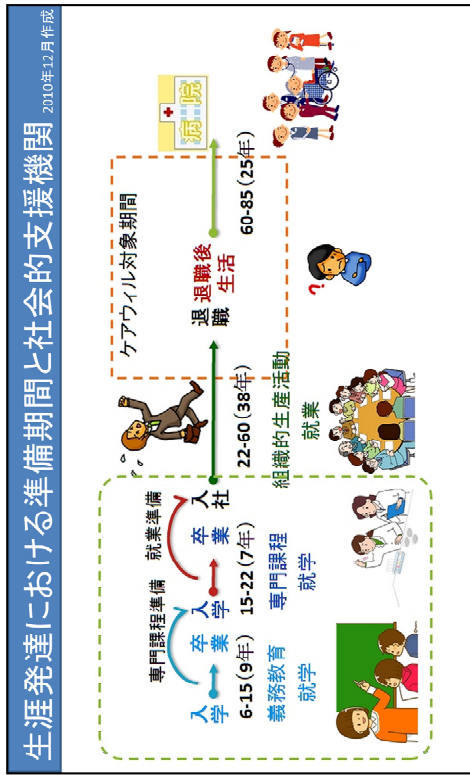 生涯発達における準備期間と社会的支援機関
2010年12月作成
専門課程準備
就業準備
ケアウィル対象期間
入学
卒業
入学
卒業
入社
退職
退職後
生活
病院
6-15(9年)
15-22(7年)
22-60(38年)
60-85(25年)
義務教育
就学
専門課程
就学
組織的生産活動
就業
?